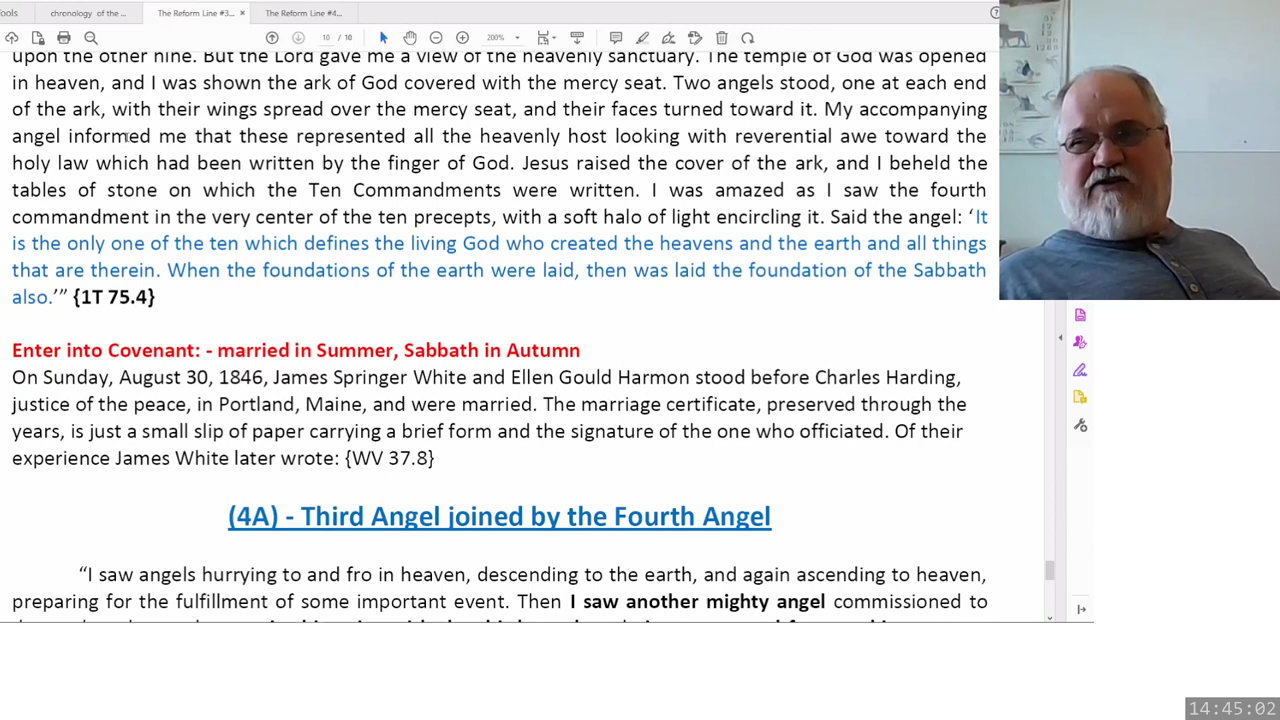 Tools
chronology of the ...
The Reform Line #3...
The Reform Line #4...
10 / 10
200%
upon the other nine. But the Lord gave me a view of the heavenly sanctuary. The temple of God was opened
in heaven, and I was shown the ark of God covered with the mercy seat. Two angels stood, one at each end
of the ark, with their wings spread over the mercy seat, and their faces turned toward it. My accompanying
angel informed me that these represented all the heavenly host looking with reverential awe toward the
holy law which had been written by the finger of God. Jesus raised the cover of the ark, and I beheld the
tables of stone on which the Ten Commandments were written. I was amazed as I saw the fourth
commandment in the very center of the ten precepts, with a soft halo of light encircling it. Said the angel: ‘It
is the only one of the ten which defines the living God who created the heavens and the earth and all things
that are therein. When the foundations of the earth were laid, then was laid the foundation of the Sabbath
also.’” {1T 75.4}
Enter into Covenant: - married in Summer, Sabbath in Autumn
On Sunday, August 30, 1846, James Springer White and Ellen Gould Harmon stood before Charles Harding,
justice of the peace, in Portland, Maine, and were married. The marriage certificate, preserved through the
years, is just a small slip of paper carrying a brief form and the signature of the one who officiated. Of their
experience James White later wrote: {WV 37.8}
(4A) - Third Angel joined by the Fourth Angel
“I saw angels hurrying to and fro in heaven, descending to the earth, and again ascending to heaven,
preparing for the fulfillment of some important event. Then I saw another mighty angel commissioned to
14:45:02